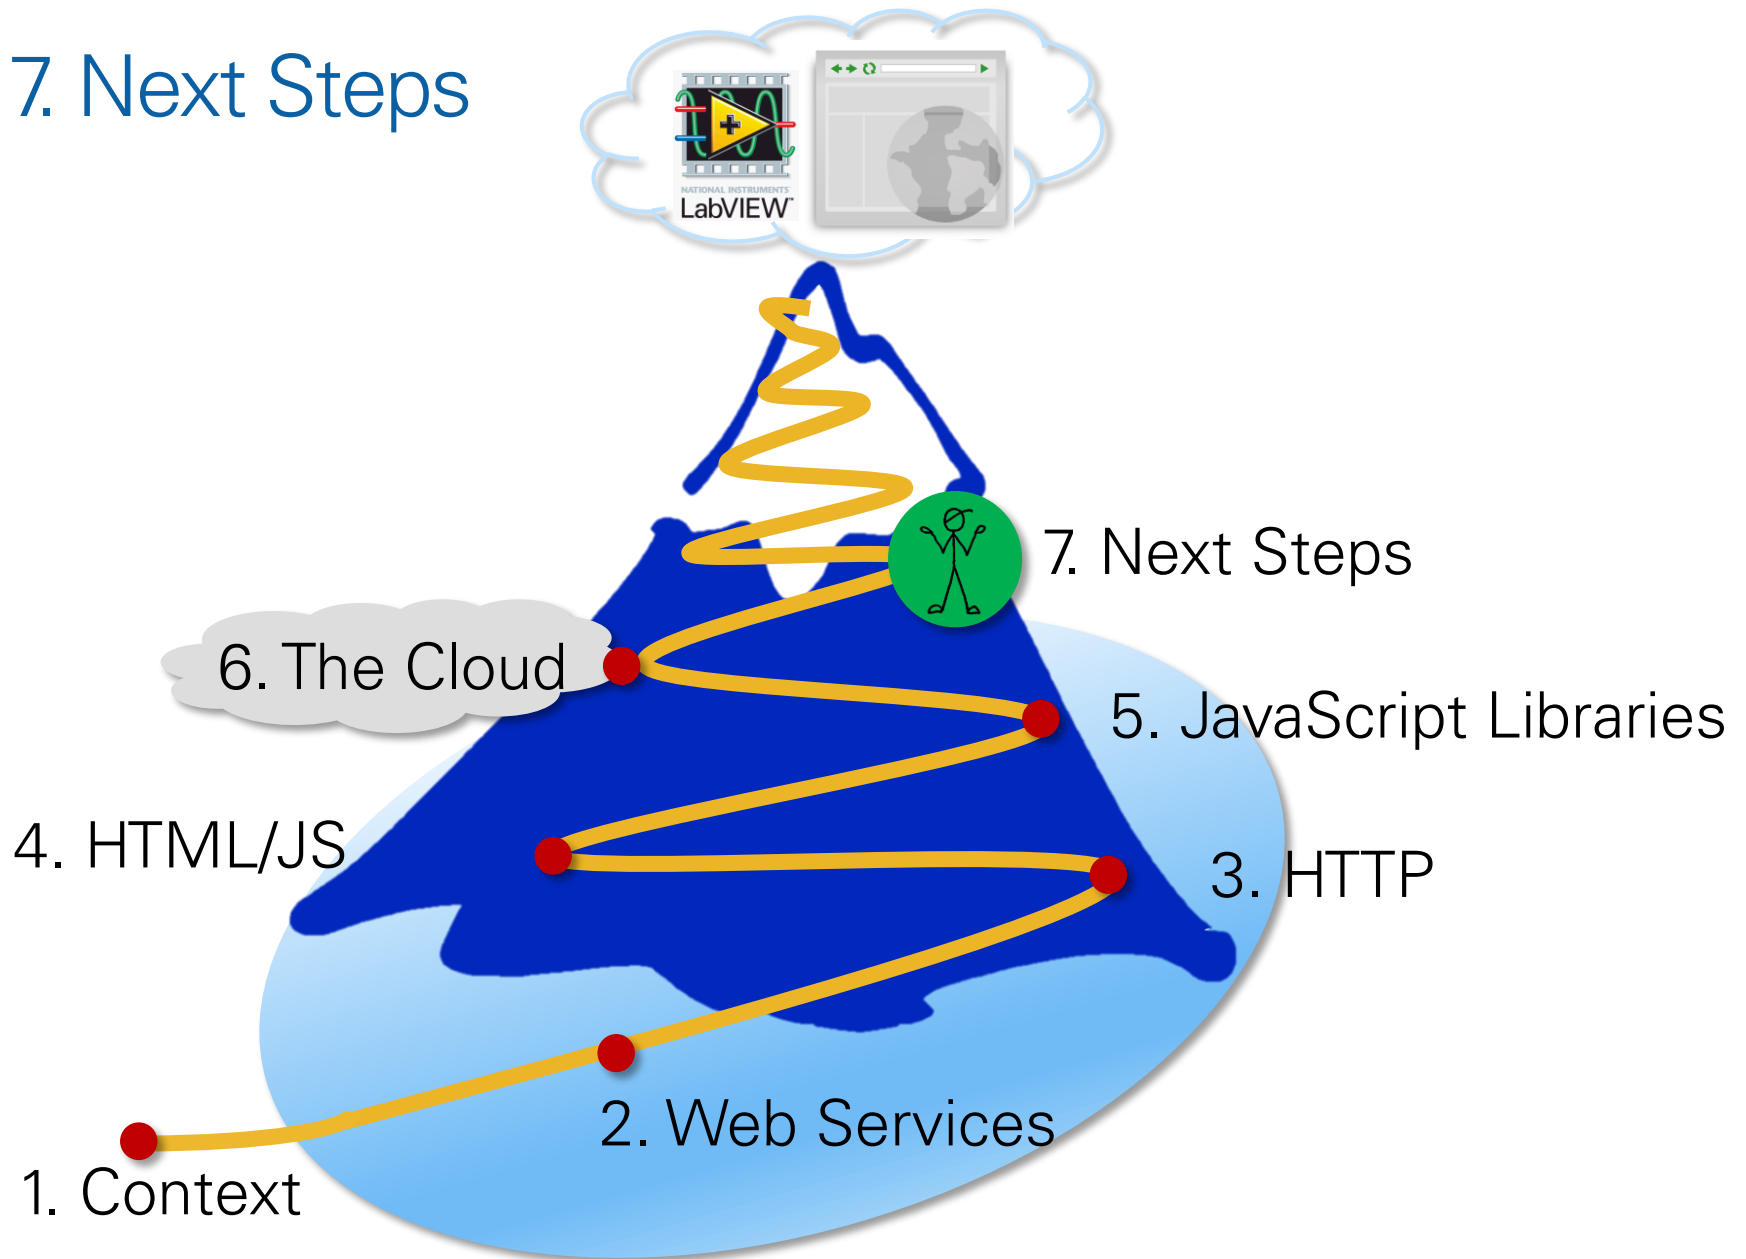 7. Next Steps
NATIONAL INSTRUMENTS
LabVIEW™
7. Next Steps
6. The Cloud
5. JavaScript Libraries
4. HTML/JS
3. HTTP
2. Web Services
1. Context